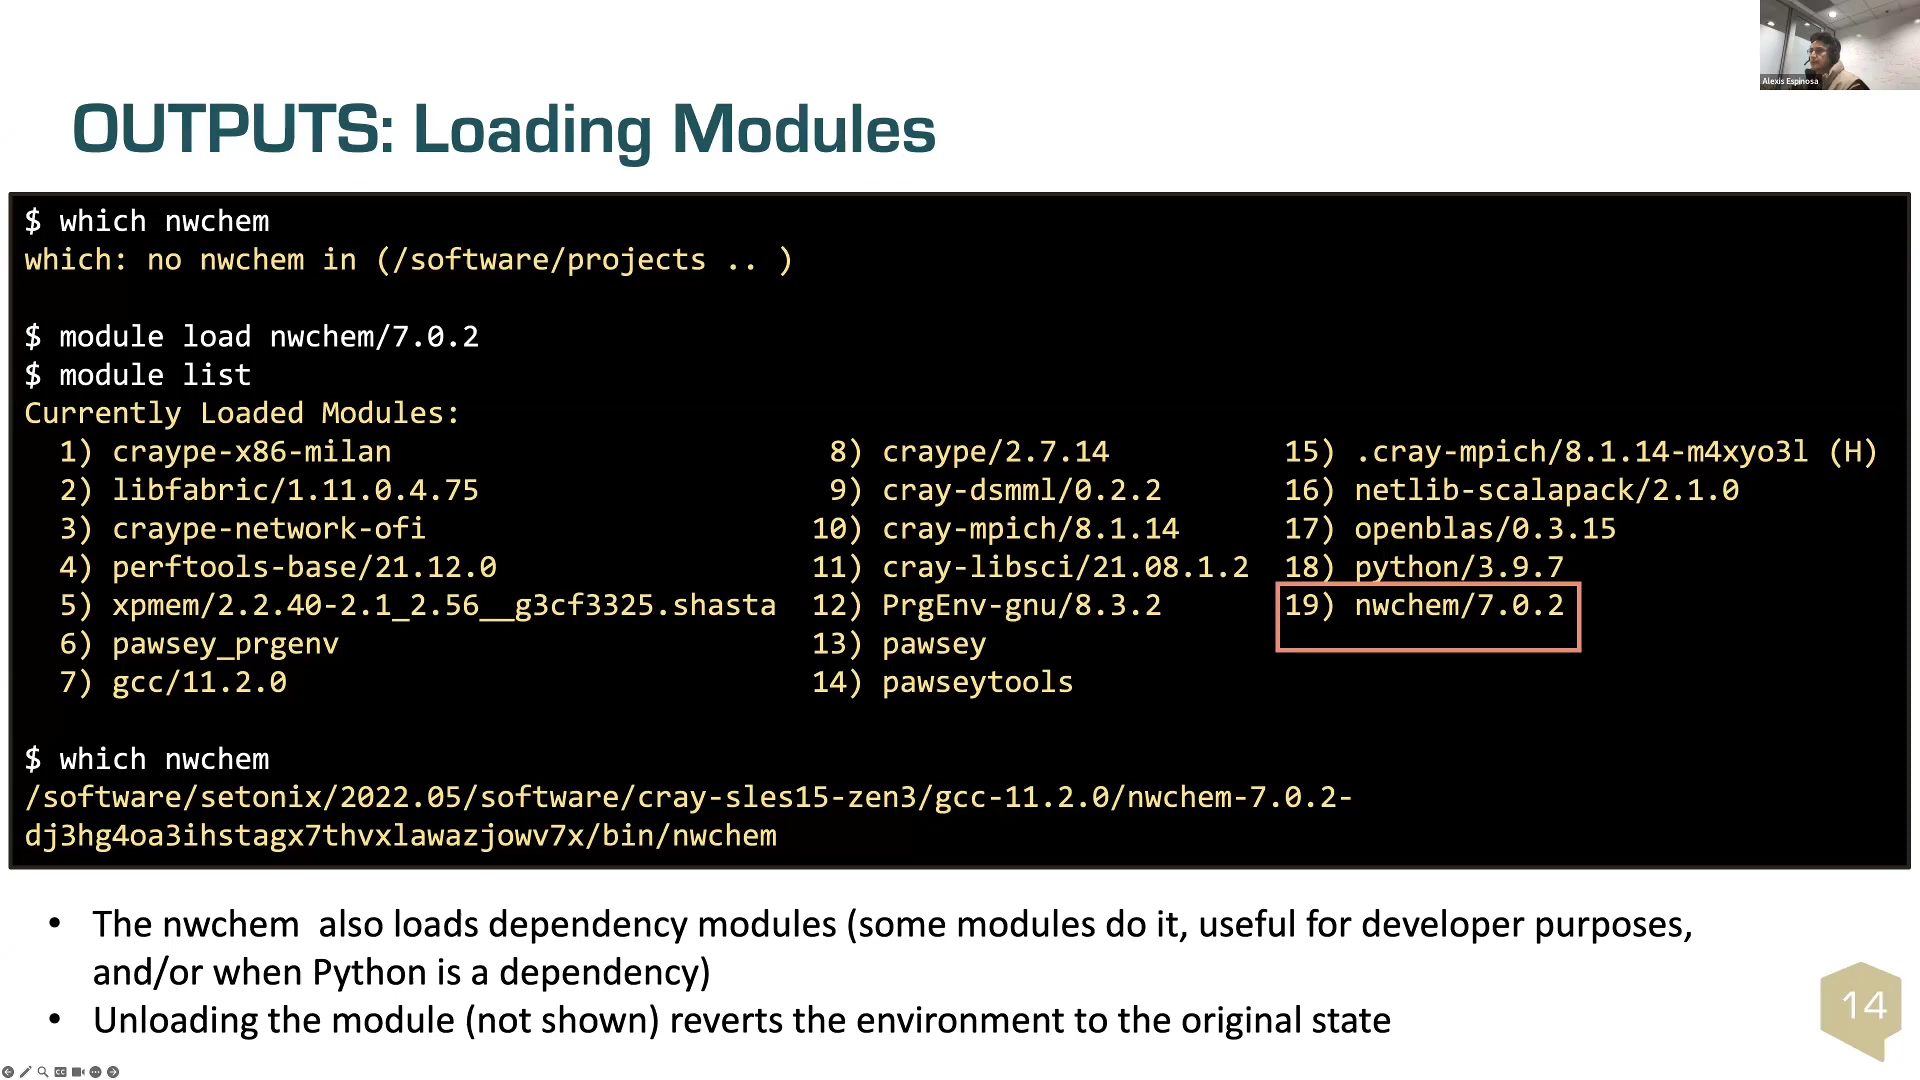 Alexis Espinosa
OUTPUTS: Loading Modules
$ which nwchem
which: no nwchem in (/software/projects .. )
$ module load nwchem/7.0.2
$ module list
Currently Loaded Modules:
1) craype-x86-milan 8) craype/2.7.14 15) .cray-mpich/8.1.14-m4xyo3l (H)
2) libfabric/1.11.0.4.75 9) cray-dsmml/0.2.2 16) netlib-scalapack/2.1.0
3) craype-network-ofi 10) cray-mpich/8.1.14 17) openblas/0.3.15
4) perftools-base/21.12.0 11) cray-libsci/21.08.1.2 18) python/3.9.7
5) xpmem/2.2.40-2.1_2.56__g3cf3325.shasta 12) PrgEnv-gnu/8.3.2 19) nwchem/7.0.2
6) pawsey_prgenv 13) pawsey
7) gcc/11.2.0 14) pawseytools
$ which nwchem
/software/setonix/2022.05/software/cray-sles15-zen3/gcc-11.2.0/nwchem-7.0.2-
dj3hg4oa3ihstagx7thvxlawazjowv7x/bin/nwchem
• The nwchem  also loads dependency modules (some modules do it, useful for developer purposes,
and/or when Python is a dependency)
• Unloading the module (not shown) reverts the environment to the original state
14